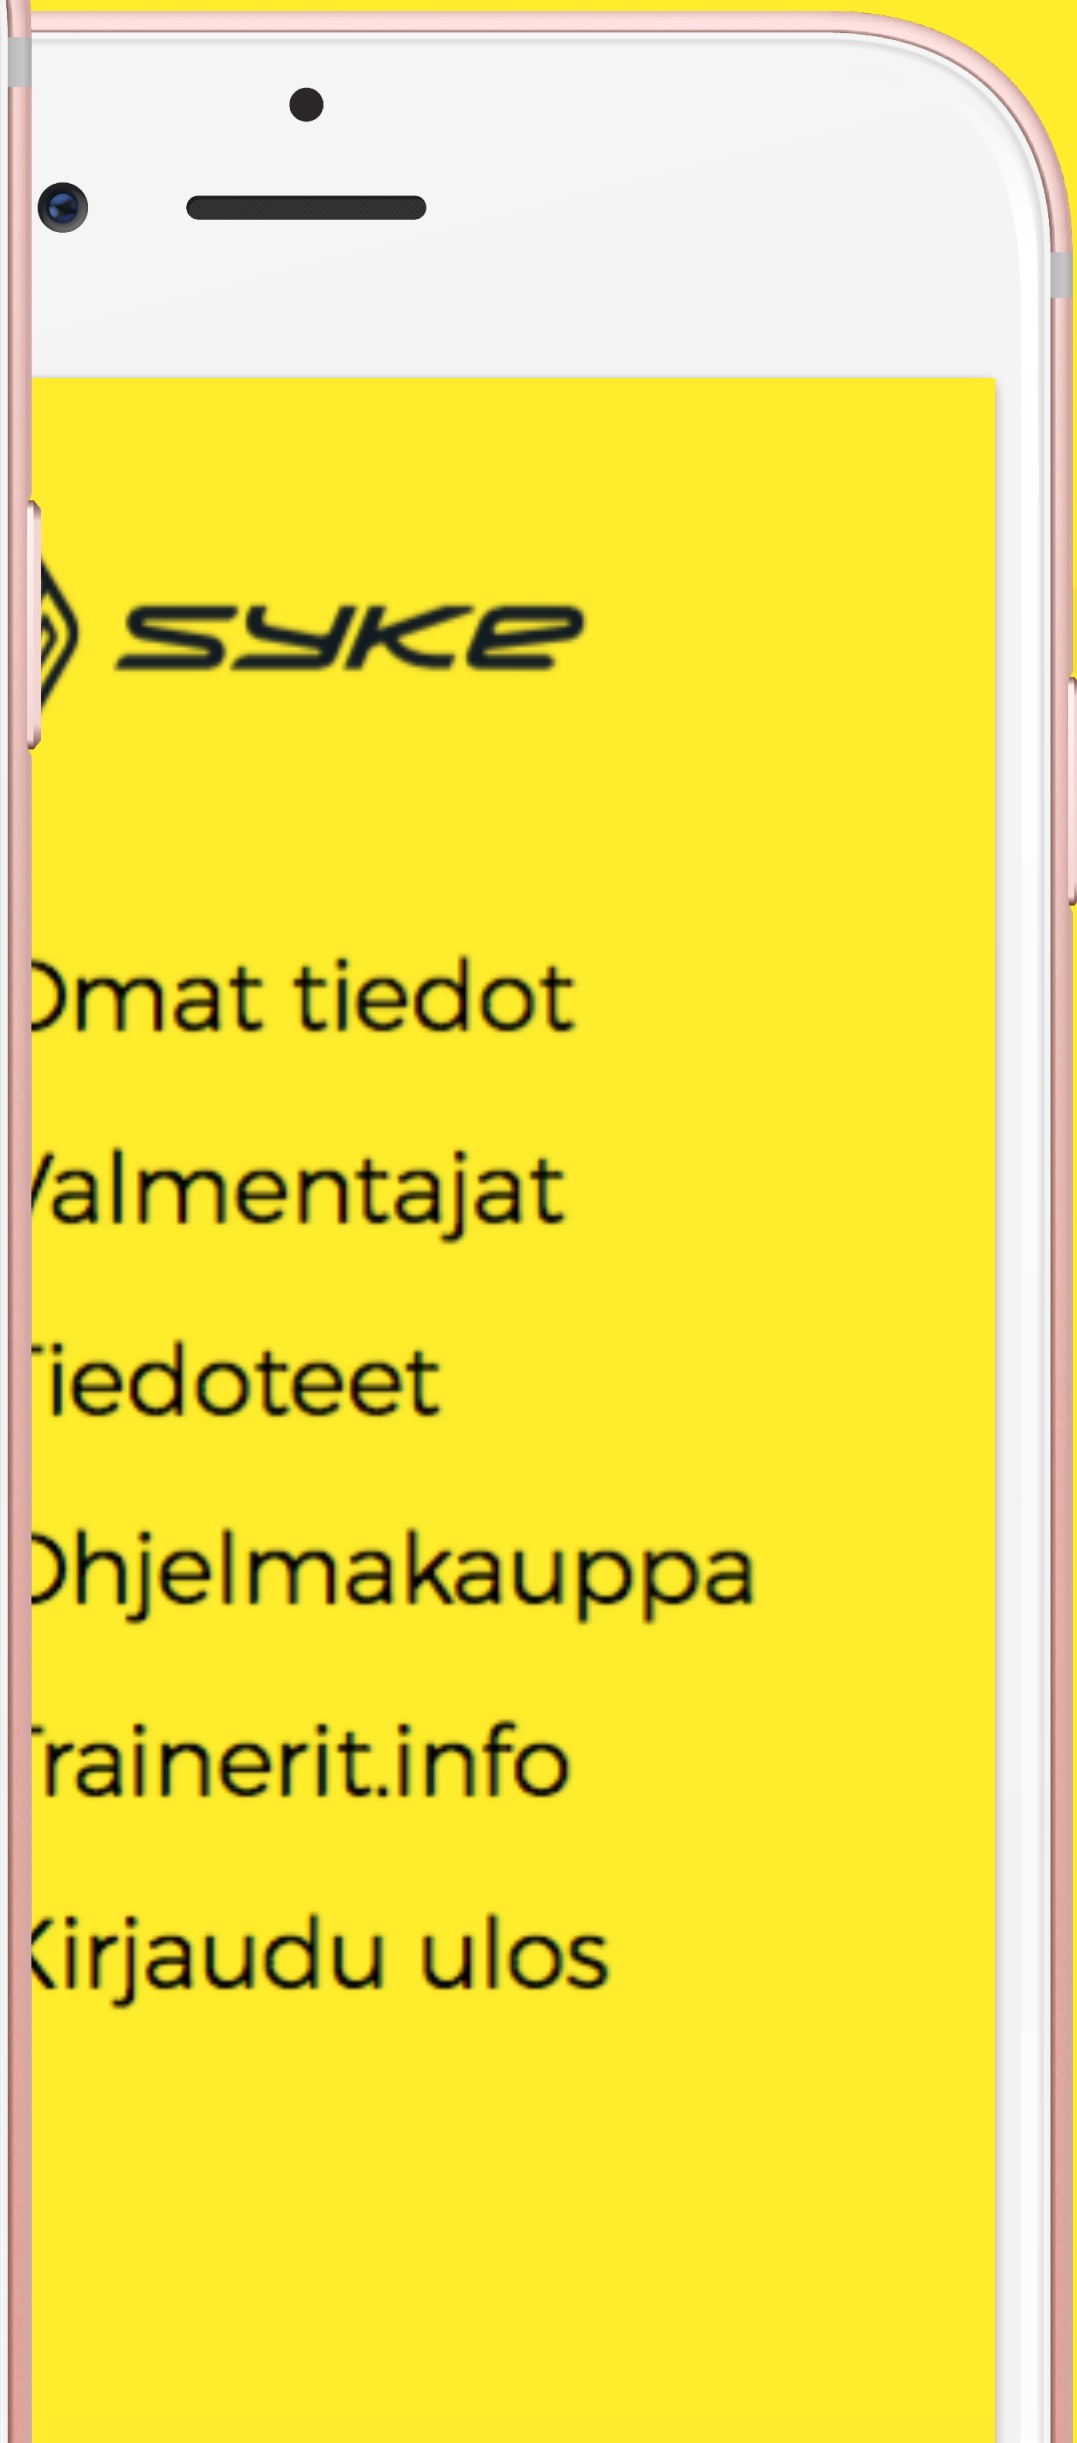 SYKE
Omat tiedot
Valmentajat
Tiedoteet
Ohjelmakauppa
Trainerit.info
Kirjaudu ulos